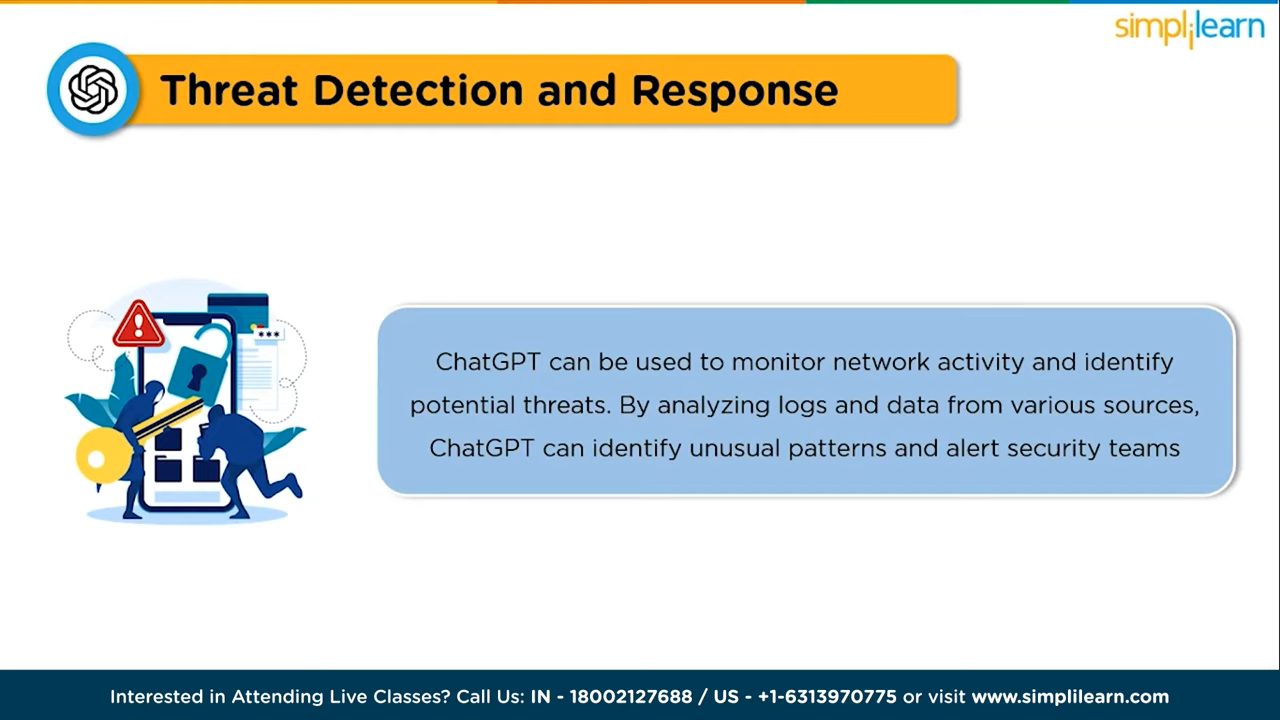 simplilearn
Threat Detection and Response
ChatGPT can be used to monitor network activity and identify
potential threats. By analyzing logs and data from various sources,
ChatGPT can identify unusual patterns and alert security teams
Interested in Attending Live Classes? Call Us: IN - 18002127688 / US - +1-6313970775 or visit www.simplilearn.com